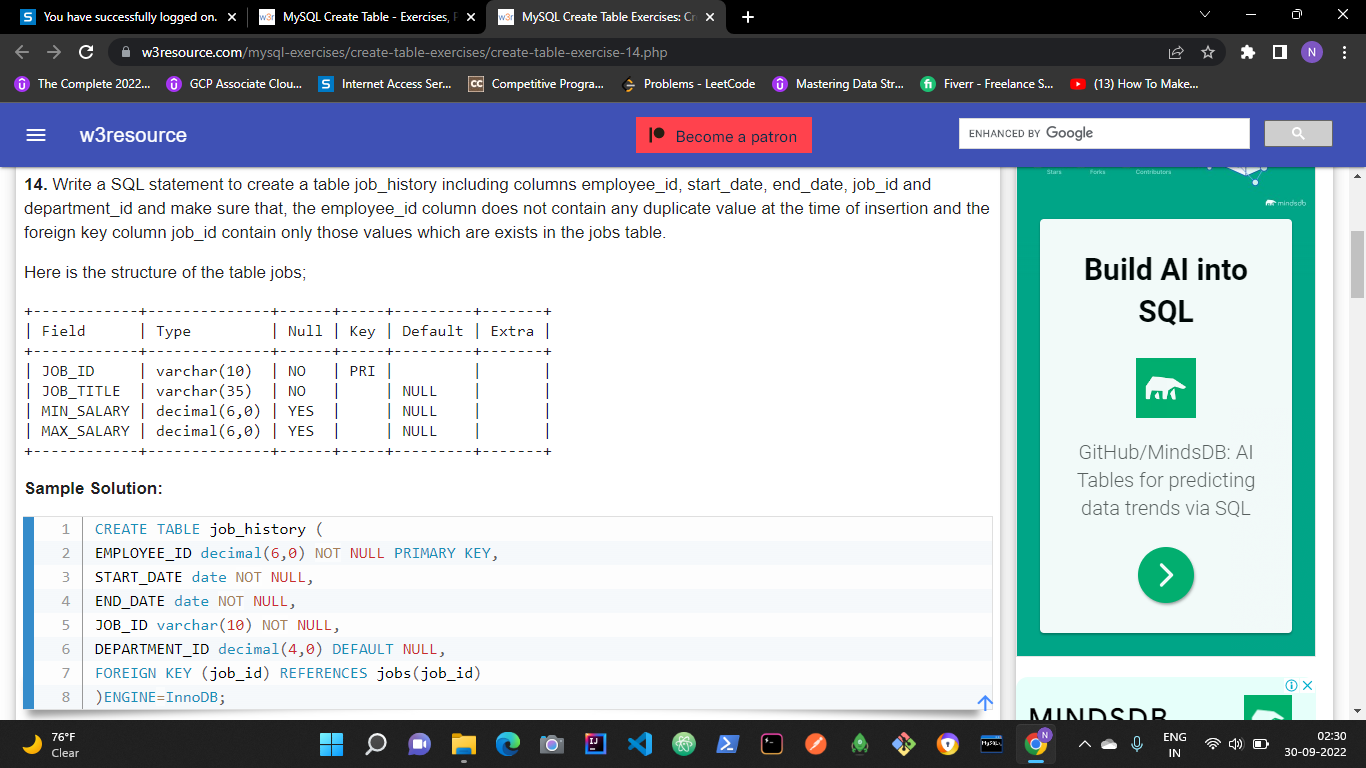 You have successfully logged on.
MySQL Create Table - Exercises,
MySQL Create Table Exercises: Cr
w3resource.com/mysql-exercises/create-table-exercises/create-table-exercise-14.php
N
The Complete 2022...
GCP Associate Clou...
Internet Access Ser...
Competitive Progra...
Problems - LeetCode
Mastering Data Str...
Fiverr - Freelance S...
(13) How To Make...
w3resource
Become a patron
ENHANCED BY Google
14. Write a SQL statement to create a table job_history including columns employee_id, start_date, end_date, job_id and
department_id and make sure that, the employee_id column does not contain any duplicate value at the time of insertion and the
foreign key column job_id contain only those values which are exists in the jobs table.
Here is the structure of the table jobs;
+------------+--------------+------+-----+---------+-------+
| Field | Type | Null | Key | Default | Extra |
+------------+--------------+------+-----+---------+-------+
| JOB_ID | varchar(10) | NO | PRI | | |
| JOB_TITLE | varchar(35) | NO | | NULL | |
| MIN_SALARY | decimal(6,0) | YES | | NULL | |
| MAX_SALARY | decimal(6,0) | YES | | NULL | |
+------------+--------------+------+-----+---------+-------+
Sample Solution:
1 CREATE TABLE job_history (
2 EMPLOYEE_ID decimal(6,0) NOT NULL PRIMARY KEY,
3 START_DATE date NOT NULL,
4 END_DATE date NOT NULL,
5 JOB_ID varchar(10) NOT NULL,
6 DEPARTMENT_ID decimal(4,0) DEFAULT NULL,
7 FOREIGN KEY (job_id) REFERENCES jobs(job_id)
8 )ENGINE=InnoDB;
Stars Forks Contributors
mindsdb
Build AI into
SQL
GitHub/MindsDB: AI
Tables for predicting
data trends via SQL
MINDSDB
76°F
Clear
ENG
IN
02:30
30-09-2022